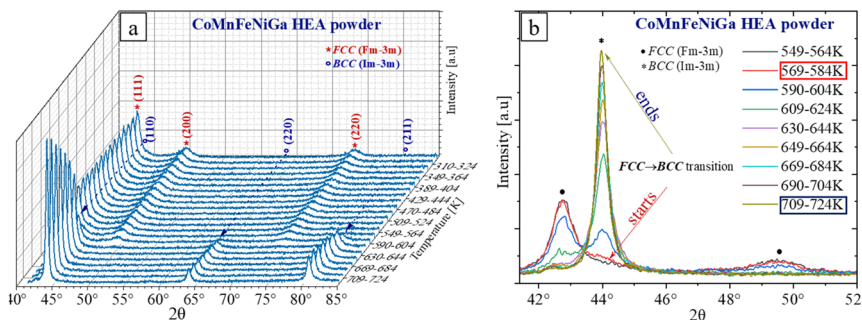 CoMnFeNiGa HEA powder
a
* FCC (Fm-3m)
° BCC (Im-3m)
Intensity [a.u]
* (111)
° (110)
* (200)
° (220)
* (220)
° (211)
310-324
349-364
389-404
429-444
470-484
509-524
549-564
590-604
630-644
669-684
709-724
Temperature [K]
40 45 50 55 60 65 70 75 80 85
2θ
b
CoMnFeNiGa HEA powder
• FCC (Fm-3m)
* BCC (Im-3m)
549-564K
569-584K
590-604K
609-624K
630-644K
649-664K
669-684K
690-704K
709-724K
*
ends
FCC→BCC transition
starts
•
•
Intensity [a.u]
42 44 46 48 50 52
2θ